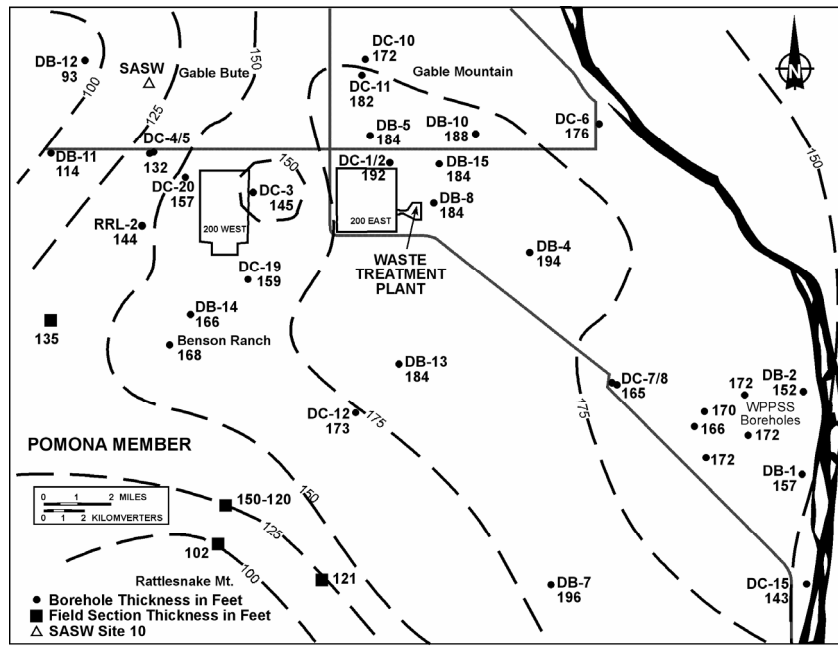 DC-10
172
150
150
DB-12
93
SASW
Gable Bute
Gable Mountain
N
100
DC-11
182
125
DB-5
184
DB-10
188
DC-6
176
DB-11
114
DC-4/5
132
DC-1/2
192
DB-15
184
150
DC-20
157
DC-3
145
DB-8
184
RRL-2
144
200 WEST
200 EAST
WASTE
TREATMENT
PLANT
DB-4
194
DC-19
159
DB-14
166
135
Benson Ranch
168
DB-13
184
DC-7/8
165
DB-2
152
172
170
WPPSS
Boreholes
166
172
172
DC-12
173
175
175
DB-1
157
POMONA MEMBER
0 1 2 MILES
0 1 2 KILOMVERTERS
150-120
150
125
102
100
121
DB-7
196
DC-15
143
Rattlesnake Mt.
Borehole Thickness in Feet
Field Section Thickness in Feet
SASW Site 10